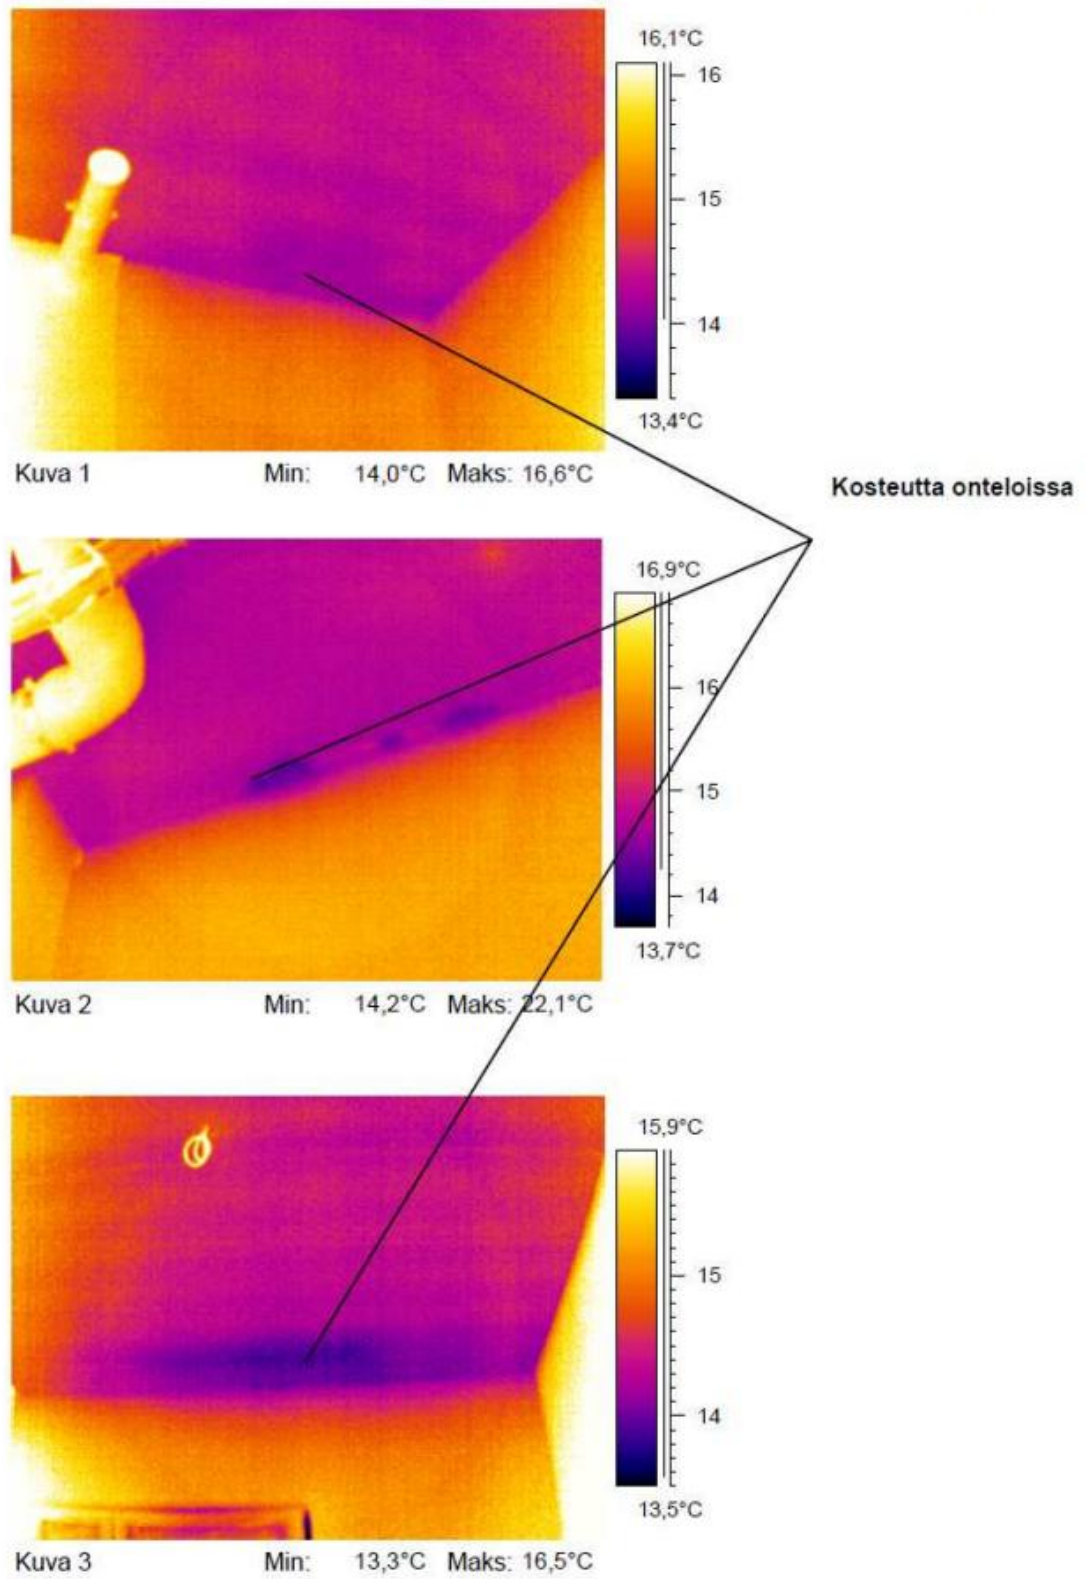 16,1°C
16
15
14
13,4°C
Kuva 1 Min: 14,0°C Maks: 16,6°C
Kosteutta onteloissa
16,9°C
16
15
14
13,7°C
Kuva 2 Min: 14,2°C Maks: 22,1°C
15,9°C
15
14
13,5°C
Kuva 3 Min: 13,3°C Maks: 16,5°C